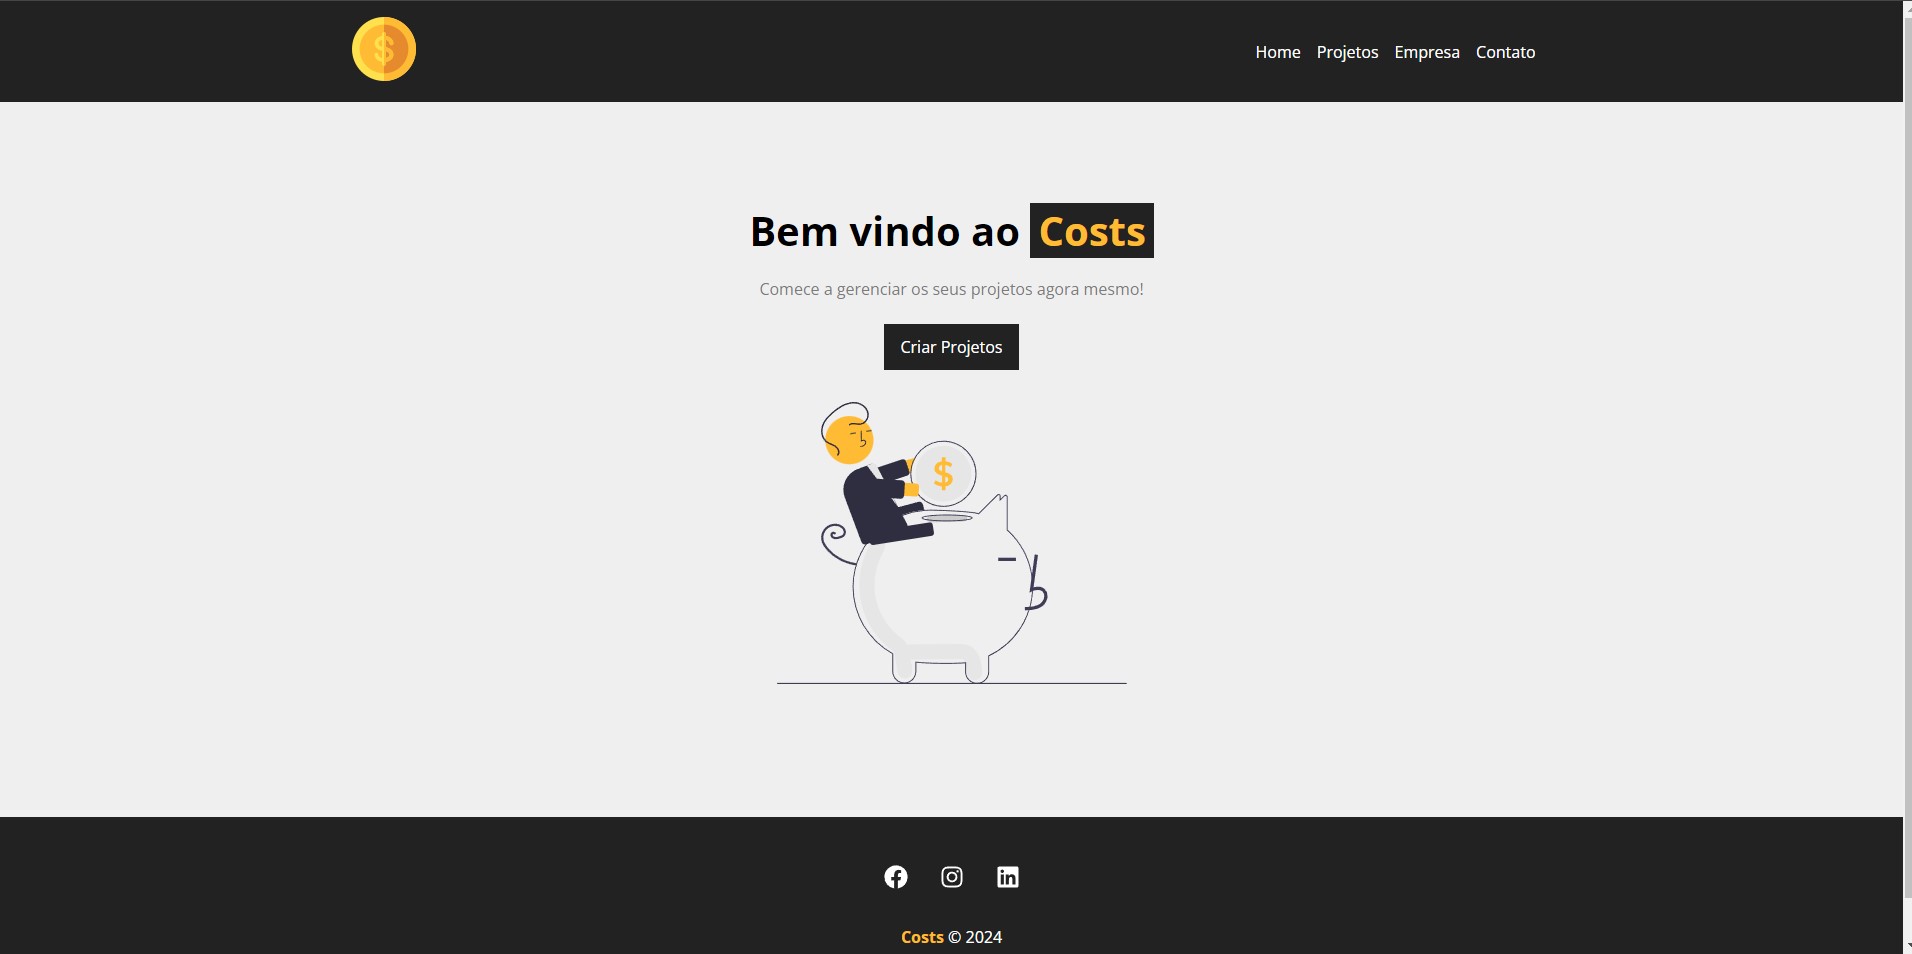 $
Home Projetos Empresa Contato
Bem vindo ao Costs
Comece a gerenciar os seus projetos agora mesmo!
Criar Projetos
$
Costs © 2024